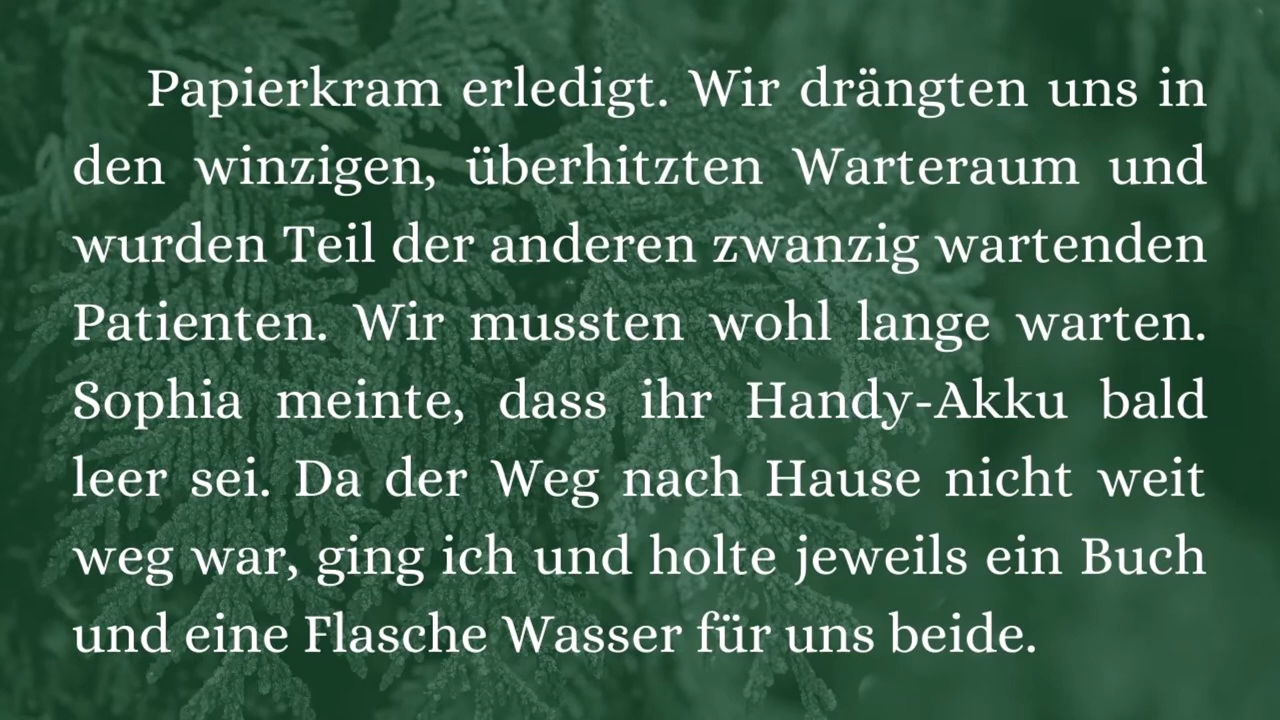 Papierkram erledigt. Wir drängten uns in
den winzigen, überhitzten Warteraum und
wurden Teil der anderen zwanzig wartenden
Patienten. Wir mussten wohl lange warten.
Sophia meinte, dass ihr Handy-Akku bald
leer sei. Da der Weg nach Hause nicht weit
weg war, ging ich und holte jeweils ein Buch
und eine Flasche Wasser für uns beide.